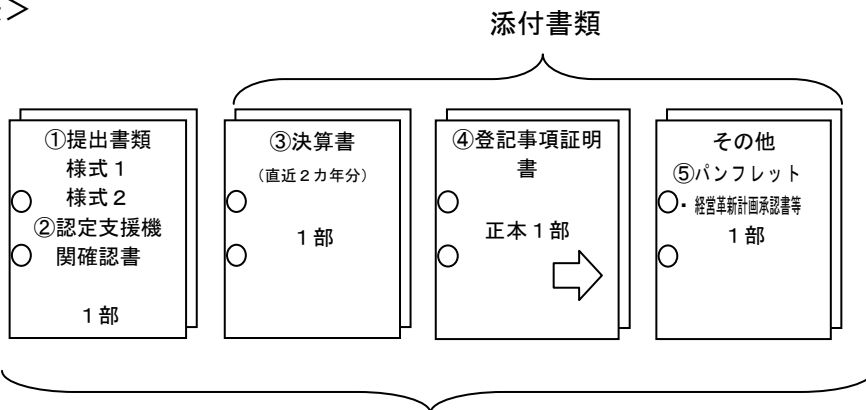 ＞
添付書類
①提出書類
様式１
様式２
②認定支援機
関確認書
１部
③決算書
（直近２カ年分）
１部
④登記事項証明
書
正本１部
その他
⑤パンフレット
・経営革新計画承認書等
１部